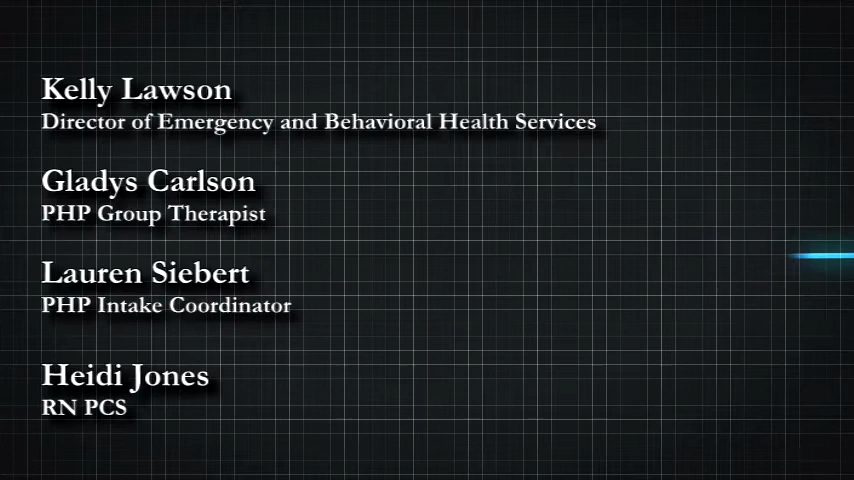 Kelly Lawson
Director of Emergency and Behavioral Health Services
Gladys Carlson
PHP Group Therapist
Lauren Siebert
PHP Intake Coordinator
Heidi Jones
RN PCS